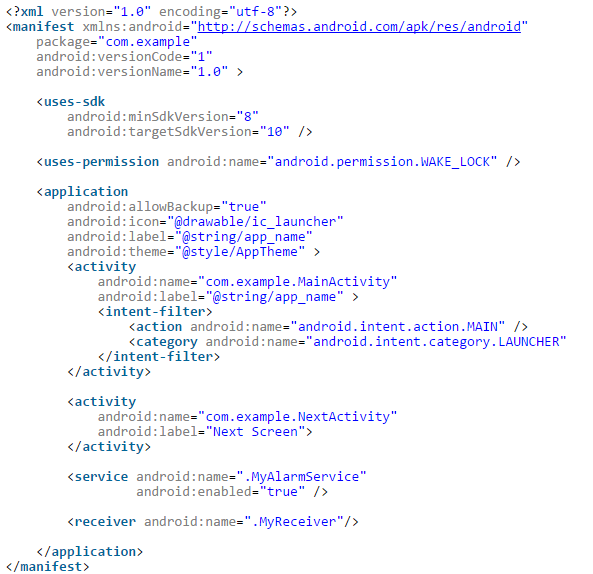 <?xml version="1.0" encoding="utf-8"?>
<manifest xmlns:android="http://schemas.android.com/apk/res/android"
    package="com.example"
    android:versionCode="1"
    android:versionName="1.0" >

    <uses-sdk
        android:minSdkVersion="8"
        android:targetSdkVersion="10" />

    <uses-permission android:name="android.permission.WAKE_LOCK" />

    <application
        android:allowBackup="true"
        android:icon="@drawable/ic_launcher"
        android:label="@string/app_name"
        android:theme="@style/AppTheme" >
        <activity
            android:name="com.example.MainActivity"
            android:label="@string/app_name" >
            <intent-filter>
                <action android:name="android.intent.action.MAIN" />
                <category android:name="android.intent.category.LAUNCHER"
            </intent-filter>
        </activity>

        <activity
            android:name="com.example.NextActivity"
            android:label="Next Screen">
        </activity>

        <service android:name=".MyAlarmService"
                 android:enabled="true" />

        <receiver android:name=".MyReceiver"/>

    </application>
</manifest>